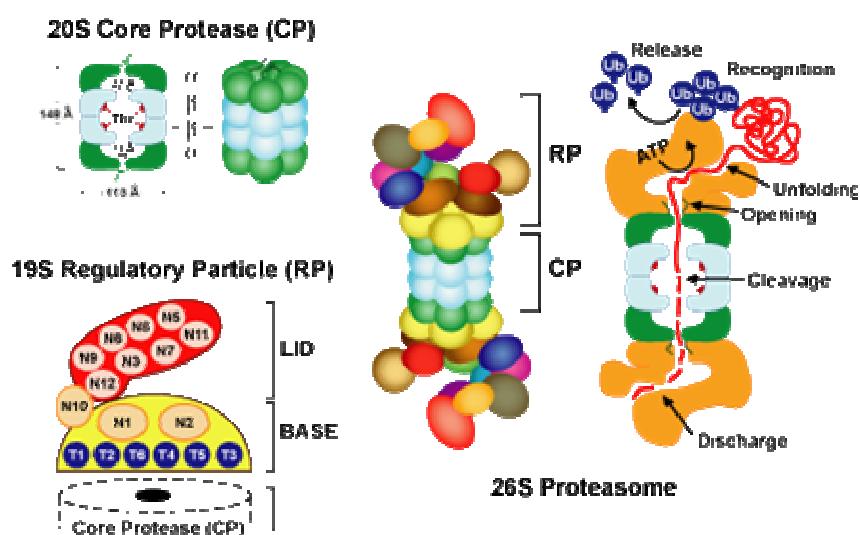 20S Core Protease (CP)
Thr
19S Regulatory Particle (RP)
N5
N6
N8
N11
N9
N3
N7
N12
LID
N10
N1
N2
BASE
T1 T2 T6 T4 T5 T3
Core Protease (CP)
RP
CP
26S Proteasome
Release
Ub
Ub
Ub
Ub
Ub
Ub
Ub
Recognition
ATP
Unfolding
Opening
Cleavage
Discharge